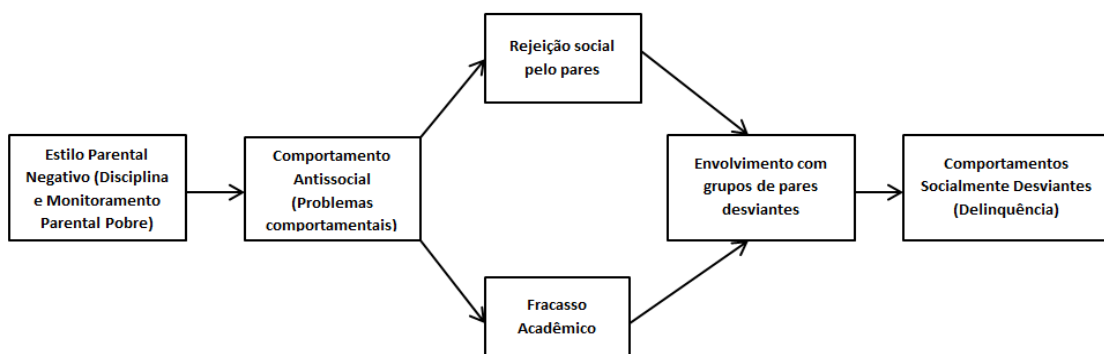 Rejeição social
pelo pares
Estilo Parental
Negativo (Disciplina
e Monitoramento
Parental Pobre)
Comportamento
Antissocial
(Problemas
comportamentais)
Envolvimento com
grupos de pares
desviantes
Comportamentos
Socialmente Desviantes
(Delinquência)
Fracasso
Acadêmico